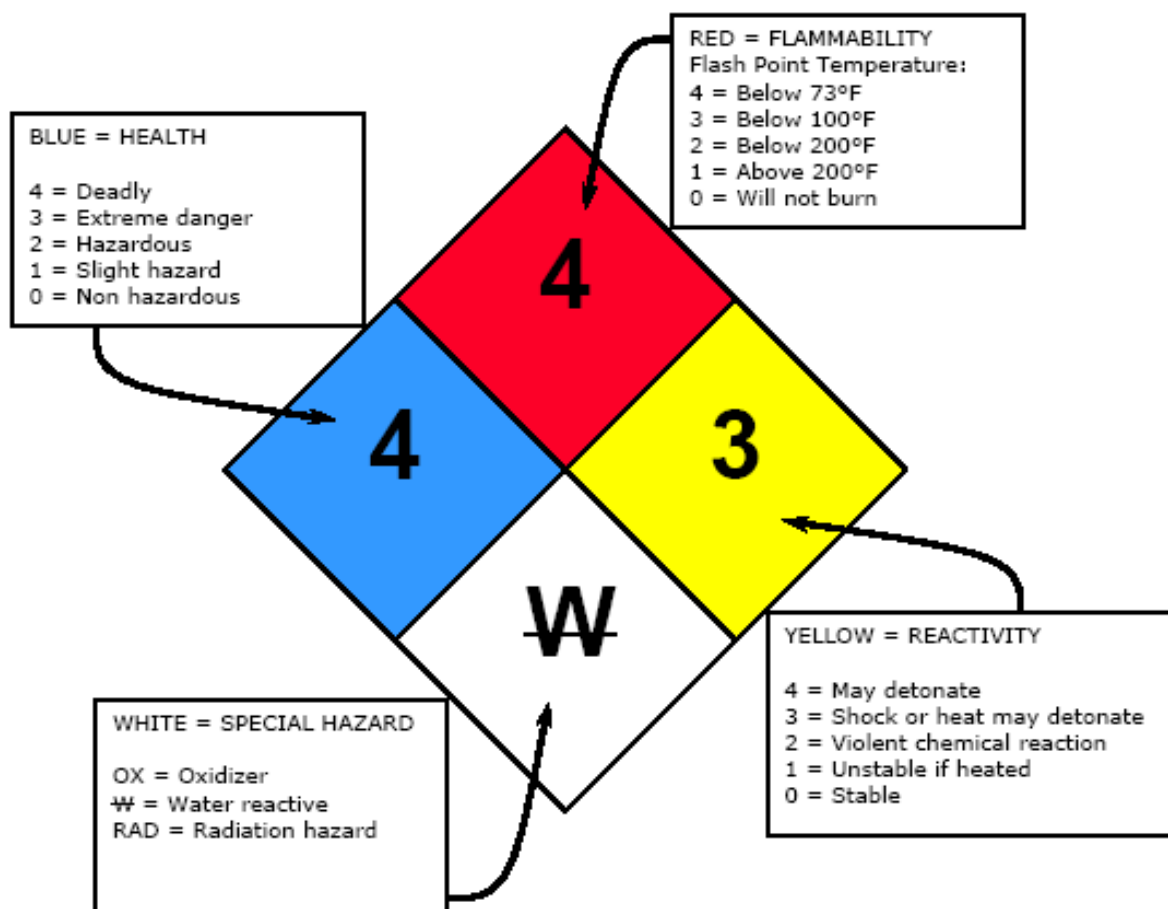 RED = FLAMMABILITY
Flash Point Temperature:
4 = Below 73°F
3 = Below 100°F
2 = Below 200°F
1 = Above 200°F
0 = Will not burn
BLUE = HEALTH
4 = Deadly
3 = Extreme danger
2 = Hazardous
1 = Slight hazard
0 = Non hazardous
4
4
3
W̶
YELLOW = REACTIVITY
4 = May detonate
3 = Shock or heat may detonate
2 = Violent chemical reaction
1 = Unstable if heated
0 = Stable
WHITE = SPECIAL HAZARD
OX = Oxidizer
W̶ = Water reactive
RAD = Radiation hazard